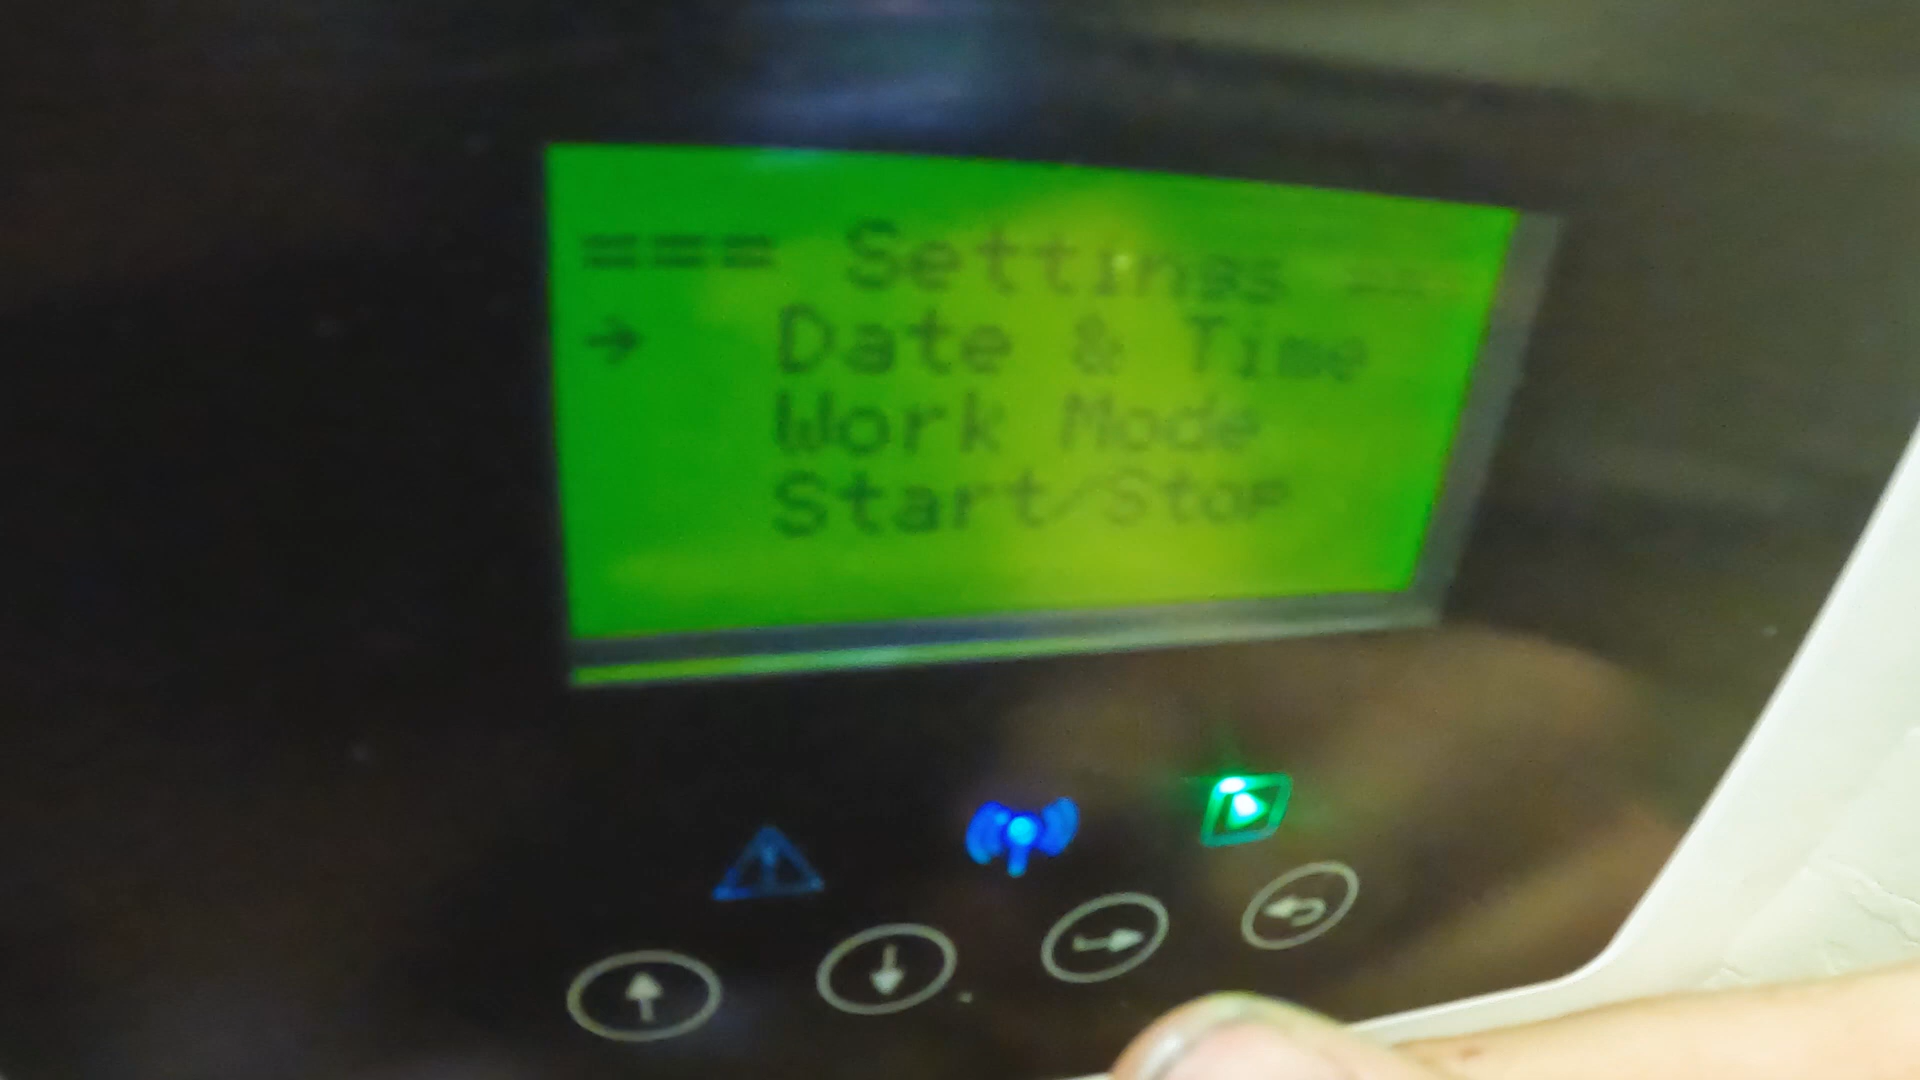 === Settings ===
→ Date & Time
Work Mode
Start/Stop